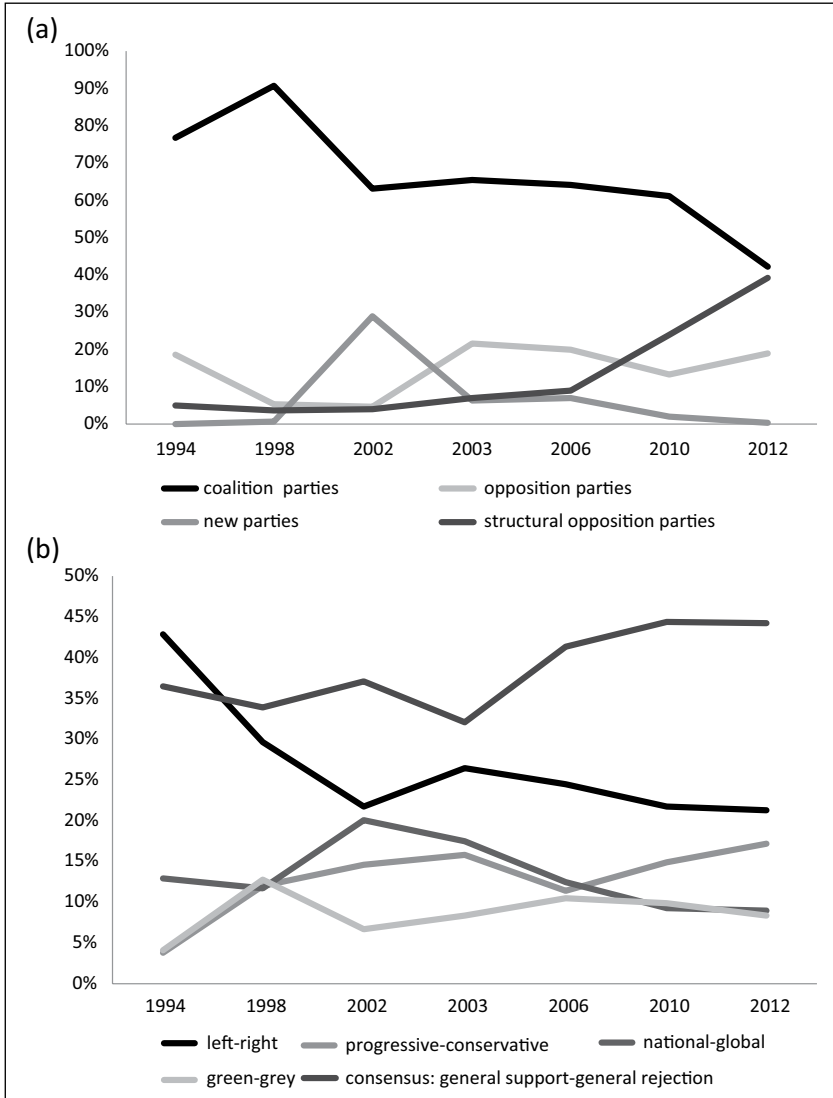 (a)
100%
90%
80%
70%
60%
50%
40%
30%
20%
10%
0%
1994 1998 2002 2003 2006 2010 2012
coalition parties opposition parties
new parties structural opposition parties
(b)
50%
45%
40%
35%
30%
25%
20%
15%
10%
5%
0%
1994 1998 2002 2003 2006 2010 2012
left-right progressive-conservative national-global
green-grey consensus: general support-general rejection